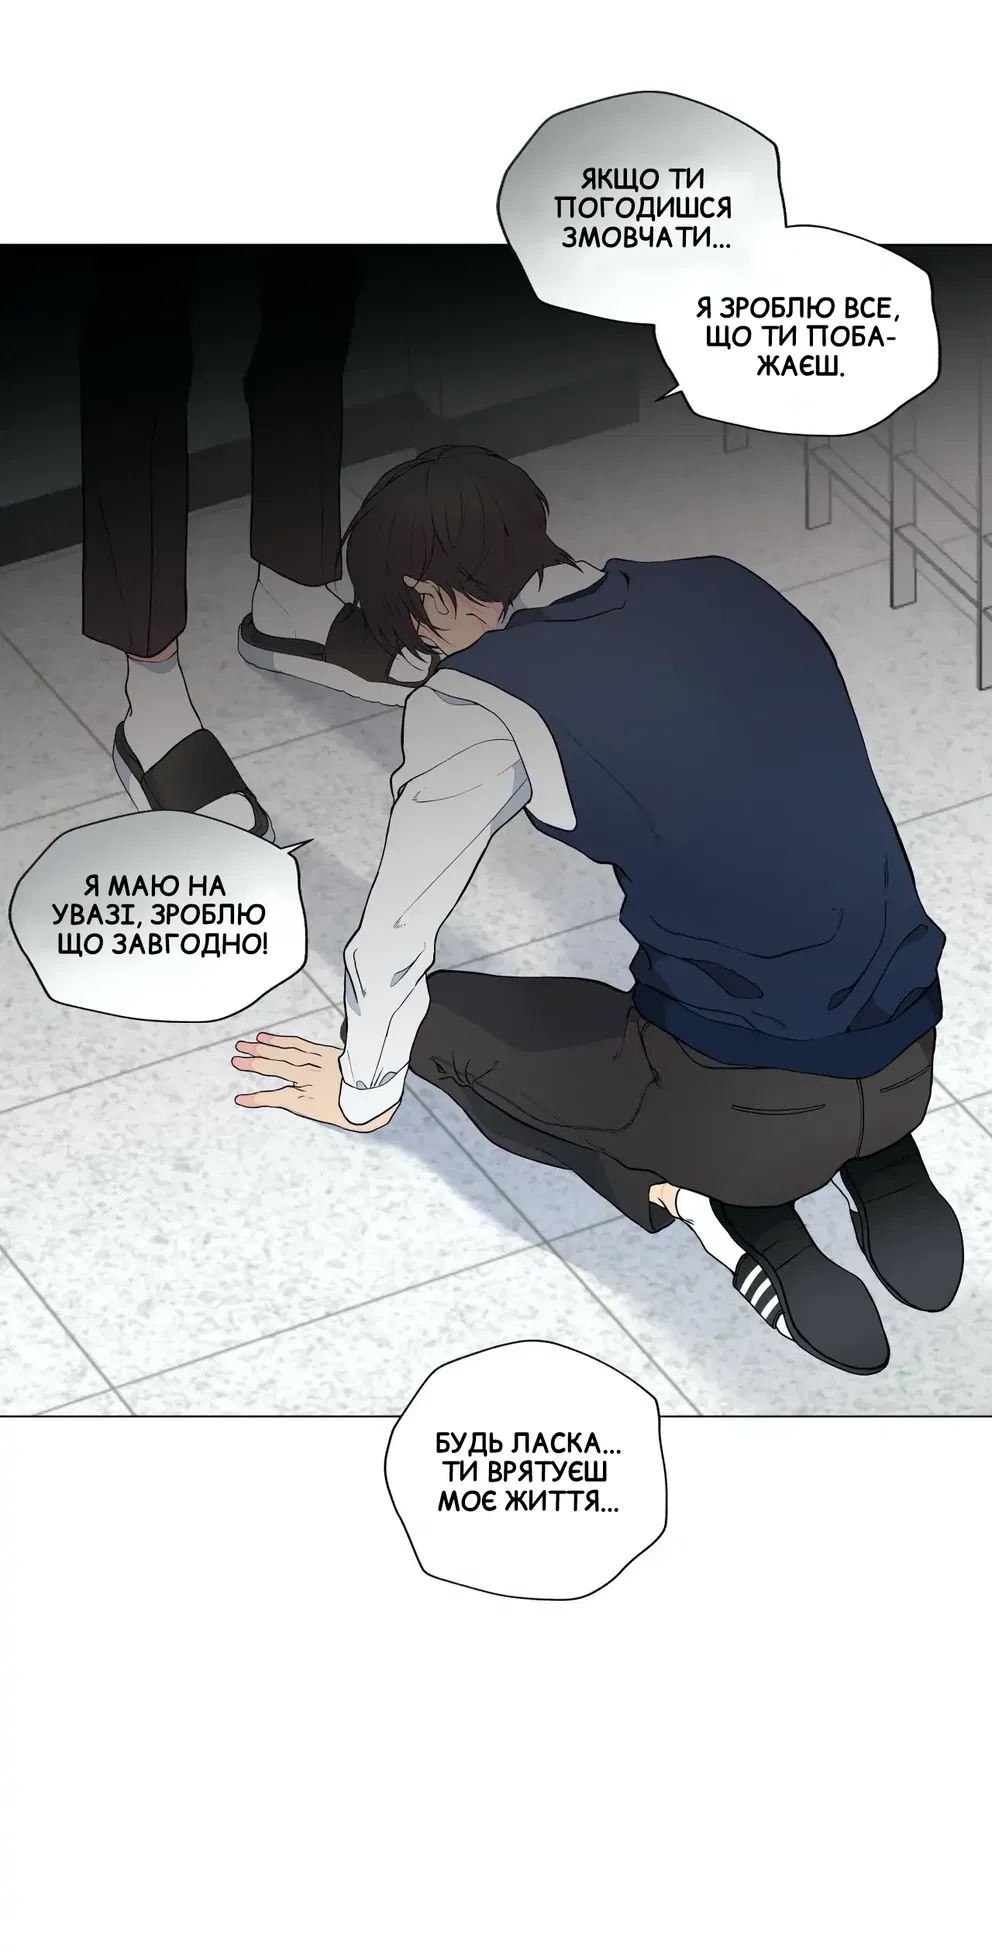 ЯКЩО ТИ
ПОГОДИШСЯ
ЗМОВЧАТИ...
Я ЗРОБЛЮ ВСЕ,
ЩО ТИ ПОБА-
ЖАЄШ.
Я МАЮ НА
УВАЗІ, ЗРОБЛЮ
ЩО ЗАВГОДНО!
БУДЬ ЛАСКА...
ТИ ВРЯТУЄШ
МОЄ ЖИТТЯ...